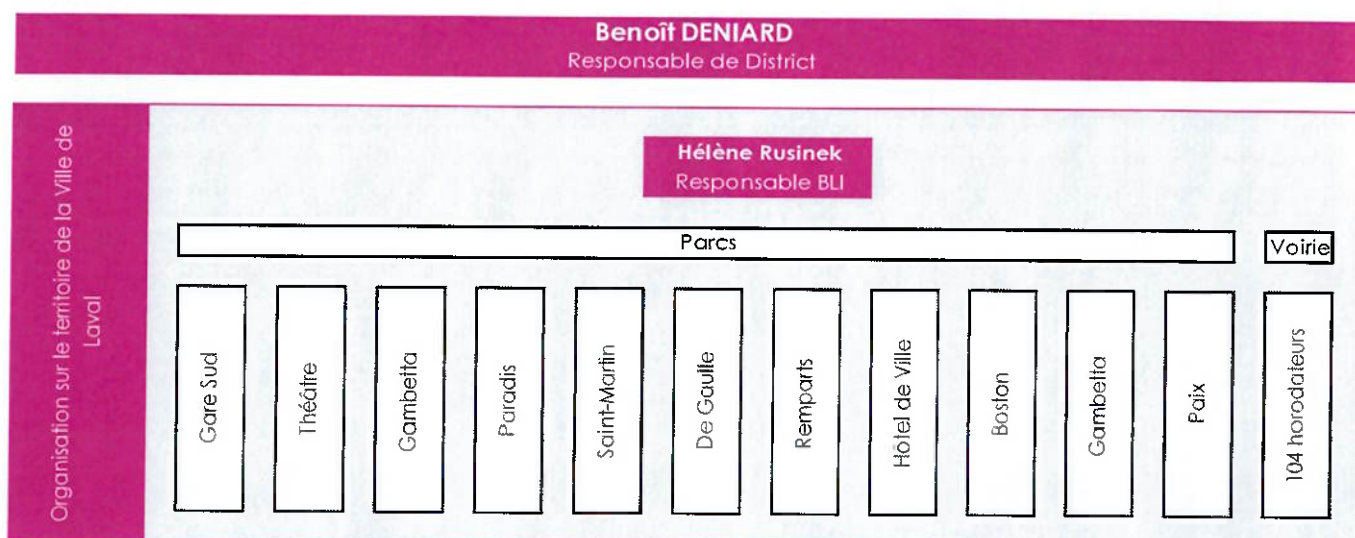 Benoît DENIARD
Responsable de District
Organisation sur le territoire de la Ville de
Laval
Hélène Rusinek
Responsable BLI
Parcs
Voirie
Gare Sud
Théâtre
Gambetta
Paradis
Saint-Martin
De Gaulle
Remparts
Hôtel de Ville
Boston
Gambetta
Paix
104 horodateurs